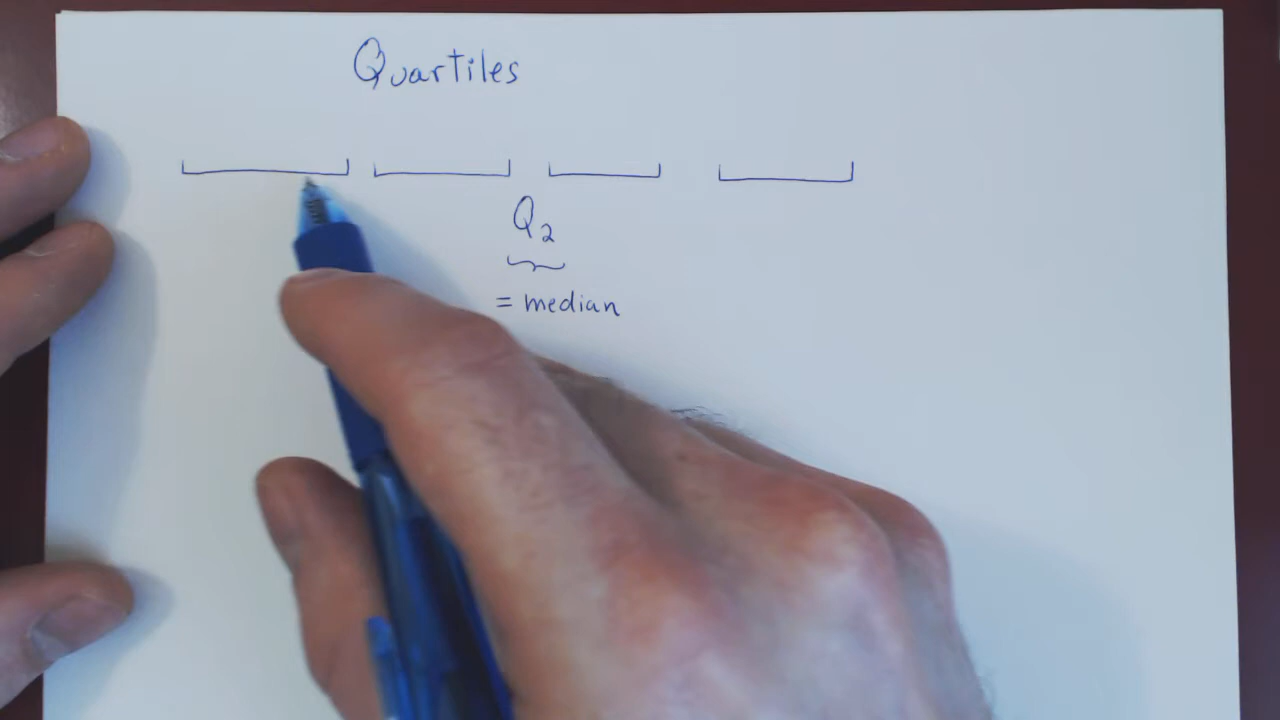 Quartiles
Q₂
= median